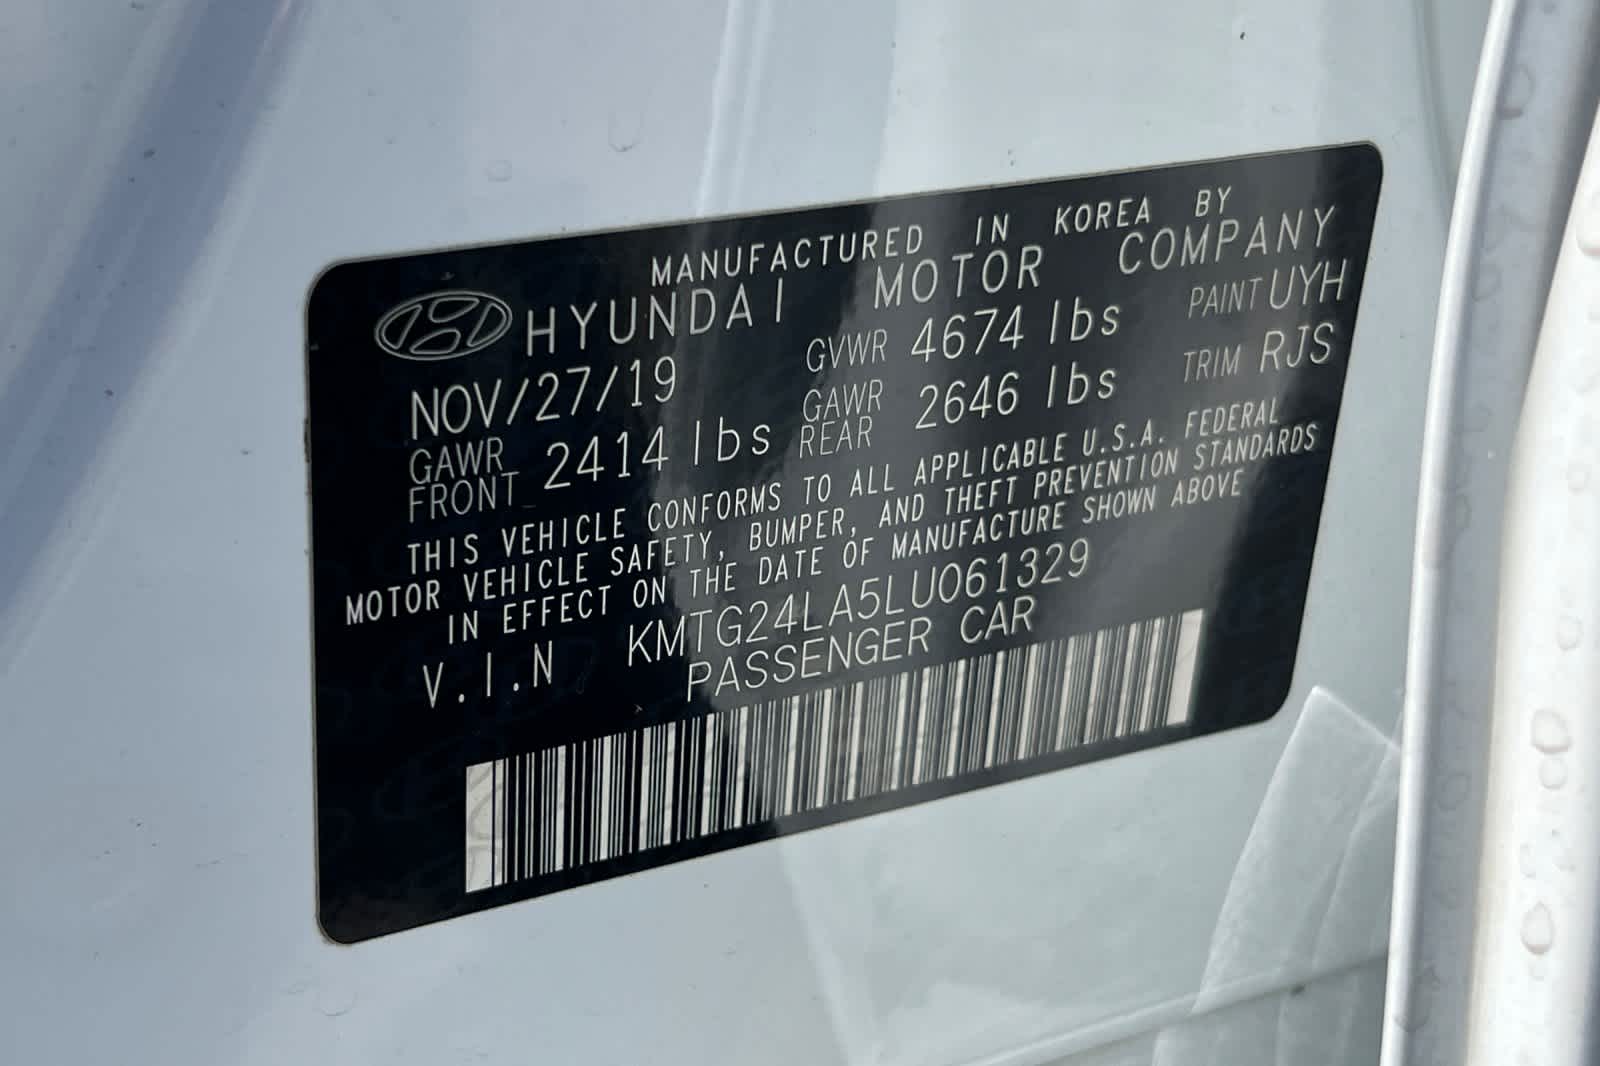 MANUFACTURED IN KOREA BY
HYUNDAI MOTOR COMPANY
NOV/27/19 GVWR 4674 lbs PAINT UYH
GAWR FRONT 2414 lbs GAWR REAR 2646 lbs TRIM RJS
THIS VEHICLE CONFORMS TO ALL APPLICABLE U.S.A. FEDERAL
MOTOR VEHICLE SAFETY, BUMPER, AND THEFT PREVENTION STANDARDS
IN EFFECT ON THE DATE OF MANUFACTURE SHOWN ABOVE
V.I.N KMTG24LA5LU061329
PASSENGER CAR